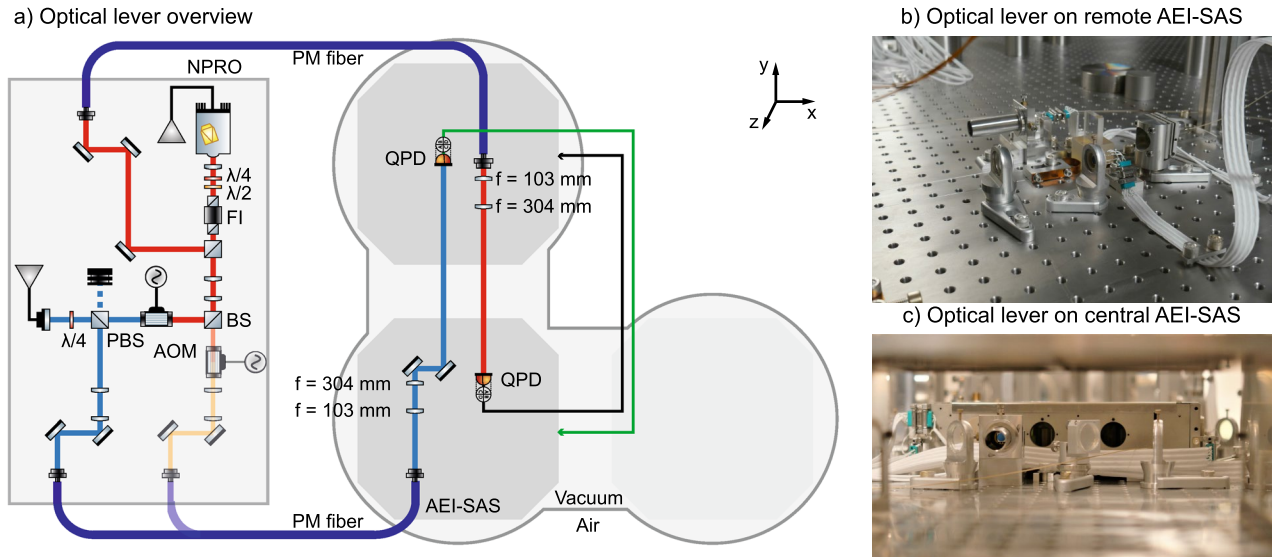 a) Optical lever overview
b) Optical lever on remote AEI-SAS
PM fiber
NPRO
y
x
z
QPD
λ/4
λ/2
f = 103 mm
f = 304 mm
FI
c) Optical lever on central AEI-SAS
BS
λ/4
PBS
AOM
f = 304 mm
QPD
f = 103 mm
AEI-SAS
Vacuum
PM fiber
Air